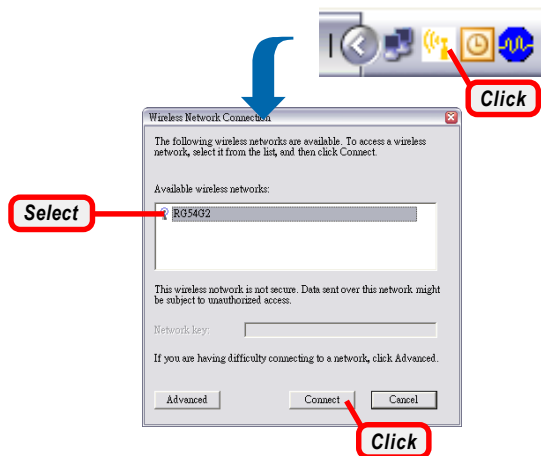 Click
Wireless Network Connection
The following wireless networks are available. To access a wireless
network, select it from the list, and then click Connect.
Available wireless networks:
Select
RG54G2
This wireless notwork is not secure. Data sent over this network might
be subject to unauthorized access.
Network key:
If you are having difficulty connecting to a network, click Advanced.
Advanced
Connect
Cancel
Click